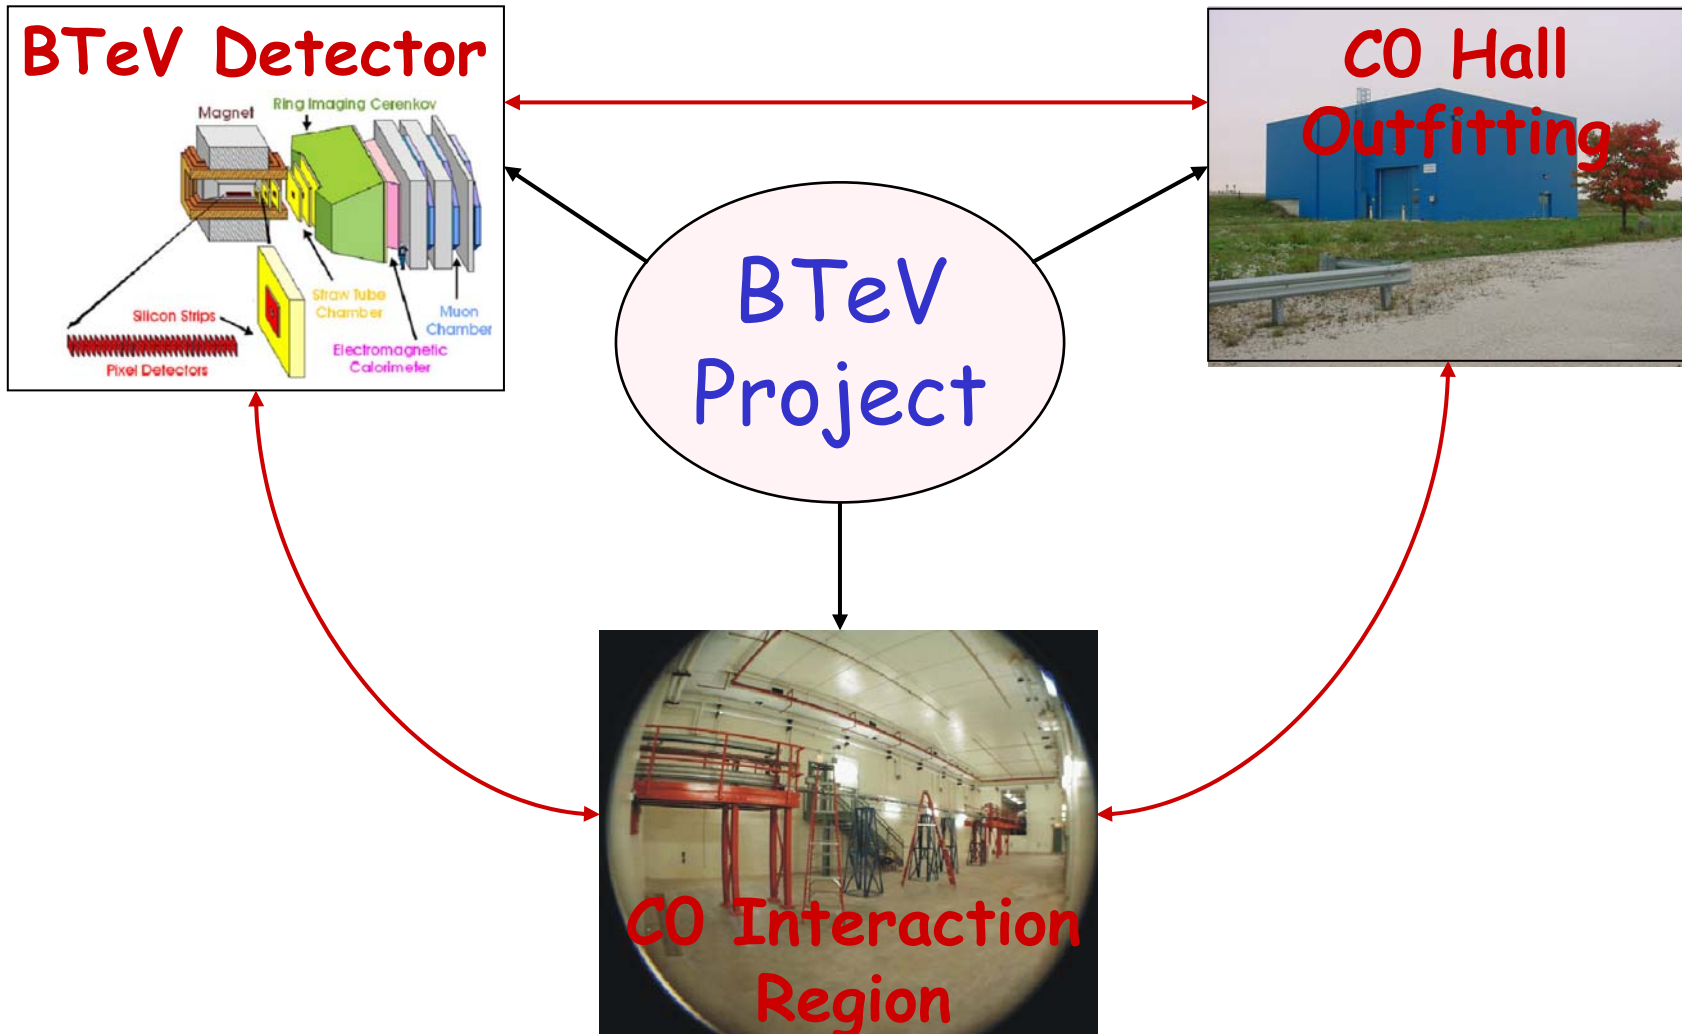 BTeV Detector
Magnet
Ring Imaging Cerenkov
Silicon Strips
Pixel Detectors
Straw Tube
Chamber
Electromagnetic
Calorimeter
Muon
Chamber
C0 Hall
Outfitting
BTeV
Project
C0 Interaction
Region